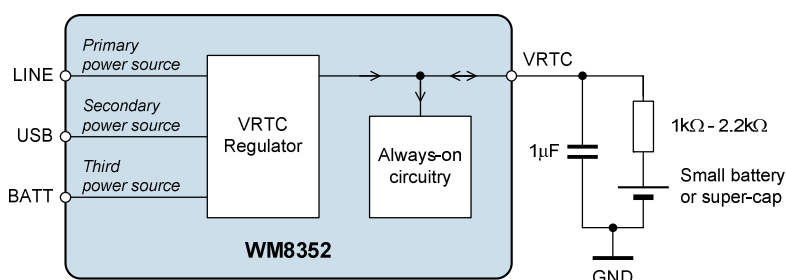 Primary
power source
LINE
VRTC
Secondary
power source
USB
VRTC
Regulator
1kΩ - 2.2kΩ
Always-on
circuitry
1μF
Third
power source
BATT
Small battery
or super-cap
WM8352
GND